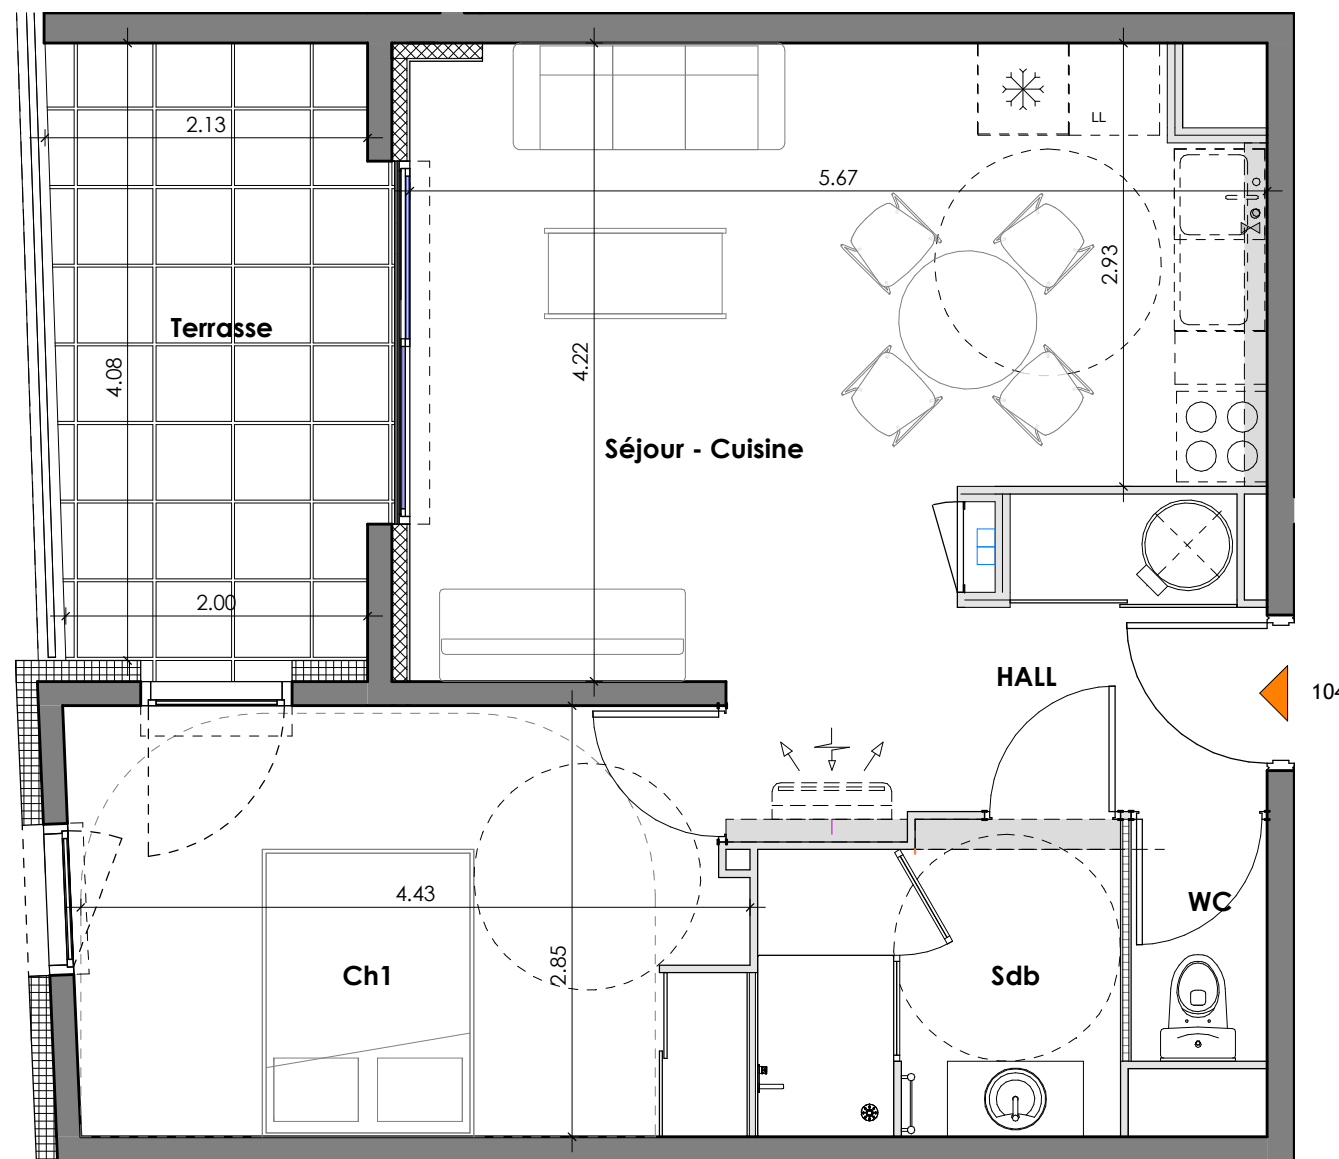 2.13
LL
5.67
2.93
Terrasse
4.08
4.22
Séjour - Cuisine
2.00
HALL
104
4.43
WC
2.85
Ch1
Sdb